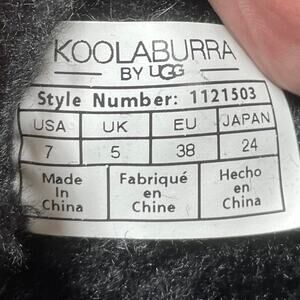 KOOLABURRA
BY UGG
Style Number: 1121503
USA UK EU JAPAN
7 5 38 24
Made Fabriqué Hecho
In en en
China Chine China